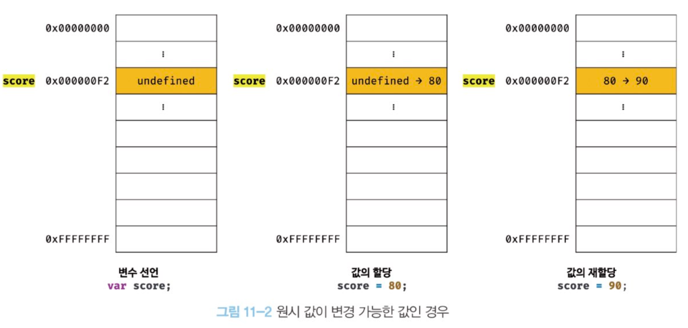 0x00000000
⋮
score 0x000000F2 undefined
⋮
0xFFFFFFFF
변수 선언
var score;
0x00000000
⋮
score 0x000000F2 undefined → 80
⋮
0xFFFFFFFF
값의 할당
score = 80;
0x00000000
⋮
score 0x000000F2 80 → 90
⋮
0xFFFFFFFF
값의 재할당
score = 90;
그림 11-2 원시 값이 변경 가능한 값인 경우